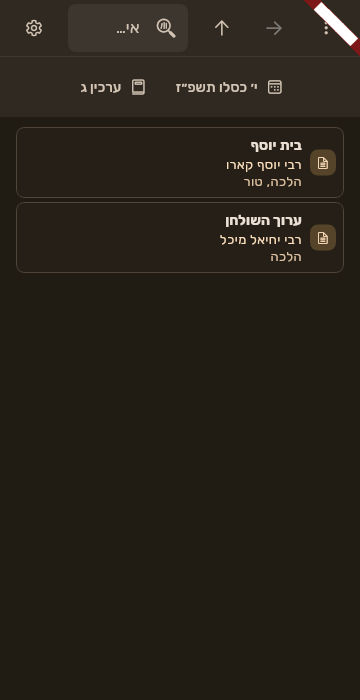 אי...
י׳ כסלו תשפ״ז
ערכין ג
בית יוסף
רבי יוסף קארו
הלכה, טור
ערוך השולחן
רבי יחיאל מיכל
הלכה